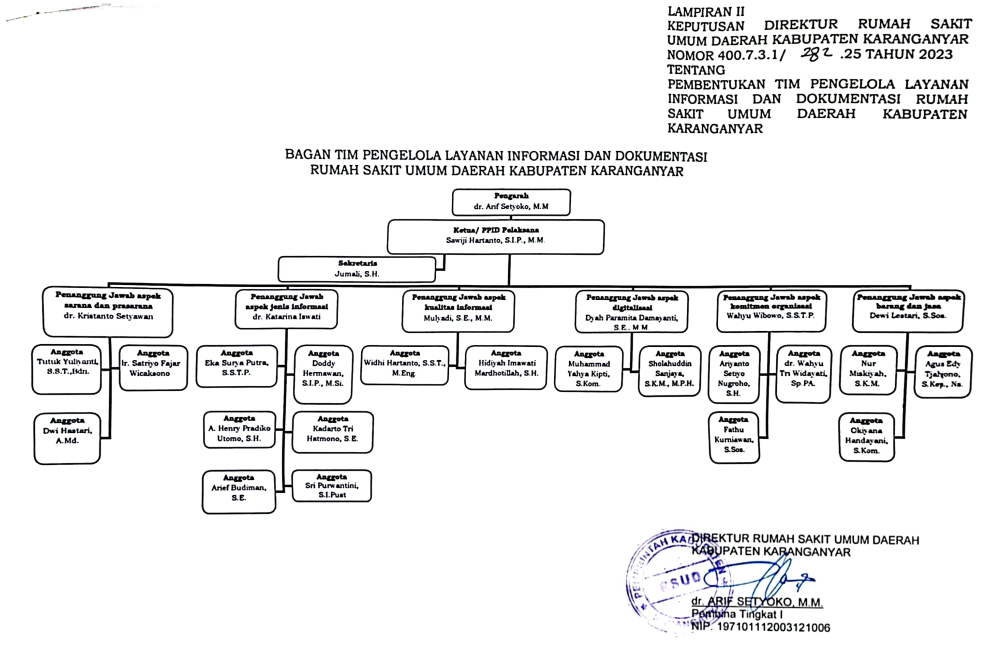 LAMPIRAN II
KEPUTUSAN DIREKTUR RUMAH SAKIT
UMUM DAERAH KABUPATEN KARANGANYAR
NOMOR 400.7.3.1/ 282 .25 TAHUN 2023
TENTANG
PEMBENTUKAN TIM PENGELOLA LAYANAN
INFORMASI DAN DOKUMENTASI RUMAH
SAKIT UMUM DAERAH KABUPATEN
KARANGANYAR
BAGAN TIM PENGELOLA LAYANAN INFORMASI DAN DOKUMENTASI
RUMAH SAKIT UMUM DAERAH KABUPATEN KARANGANYAR
Pengarah
dr. Arif Setyoko, M.M
Ketua/ PPID Pelaksana
Sawiji Hartanto, S.I.P., M.M
Sekretaris
Jumali, S.H.
Penanggung Jawab aspek
sarana dan prasarana
dr. Kristanto Setyawan
Penanggung Jawab
aspek jenis informasi
dr. Katarina Iswati
Penanggung Jawab aspek
kualitas informasi
Mulyadi, S.E., M.M.
Penanggung Jawab aspek
digitalisasi
Dyah Paramita Damayanti,
S.E., M.M
Penanggung Jawab aspek
komitmen organisasi
Wahyu Wibowo, S.S.T.P.
Penanggung Jawab aspek
barang dan jasa
Dewi Lestari, S.Sos.
Anggota
Tutuk Yulivanti,
S.S.T.,Bdn.
Anggota
Ir. Satriyo Fajar
Wicaksono
Anggota
Dwi Hastari,
A.Md.
Anggota
Eka Surya Putra,
S.S.T.P.
Anggota
Doddy
Hermawan,
S.I.P., M.Si.
Anggota
A. Henry Pradiko
Utomo, S.H.
Anggota
Kadarto Tri
Hatmono, S.E.
Anggota
Arief Budiman,
S.E.
Anggota
Sri Purwantini,
S.I.Pust
Anggota
Widhi Hartanto, S.S.T.,
M.Eng.
Anggota
Hidiyah Imawati
Mardhotillah, S.H.
Anggota
Muhammad
Yahya Kipti,
S.Kom.
Anggota
Sholahuddin
Sanjaya,
S.K.M., M.P.H.
Anggota
Ariyanto
Setiyo
Nugroho,
S.H.
Anggota
dr. Wahyu
Tri Widayati,
Sp.PA.
Anggota
Fathu
Kurniawan,
S.Sos.
Anggota
Nur
Miskiyah,
S.K.M.
Anggota
Agus Edy
Tjahyono,
S.Kep., Ns.
Anggota
Okiyana
Handayani,
S.Kom.
DIREKTUR RUMAH SAKIT UMUM DAERAH
KABUPATEN KARANGANYAR
RSUD
dr. ARIF SETYOKO, M.M.
Pembina Tingkat I
NIP. 197101112003121006